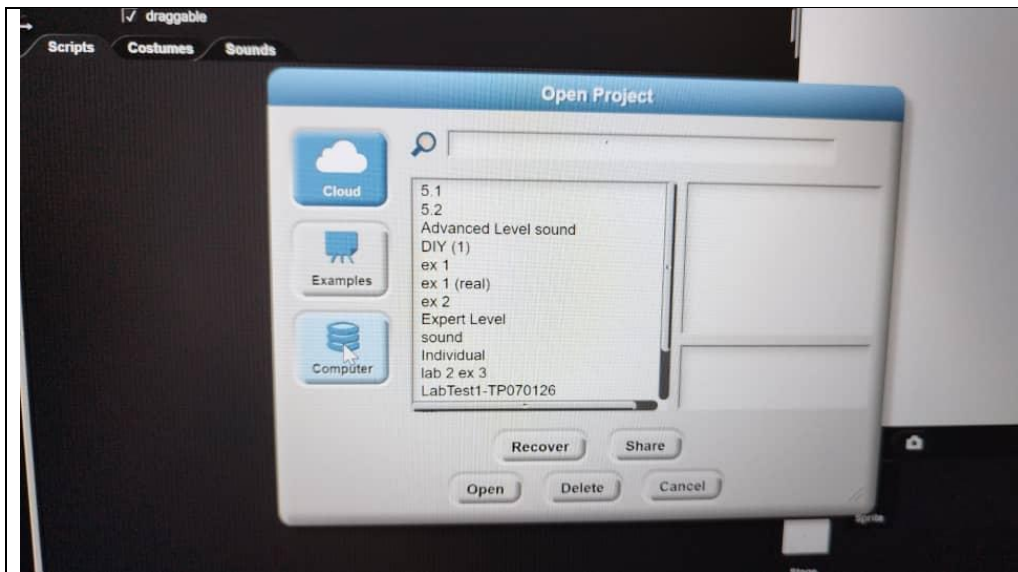 draggable
Scripts Costumes Sounds
Open Project
Cloud
Examples
Computer
5.1
5.2
Advanced Level sound
DIY (1)
ex 1
ex 1 (real)
ex 2
Expert Level
sound
Individual
lab 2 ex 3
LabTest1-TP070126
Recover Share
Open Delete Cancel
Sprite
Stage